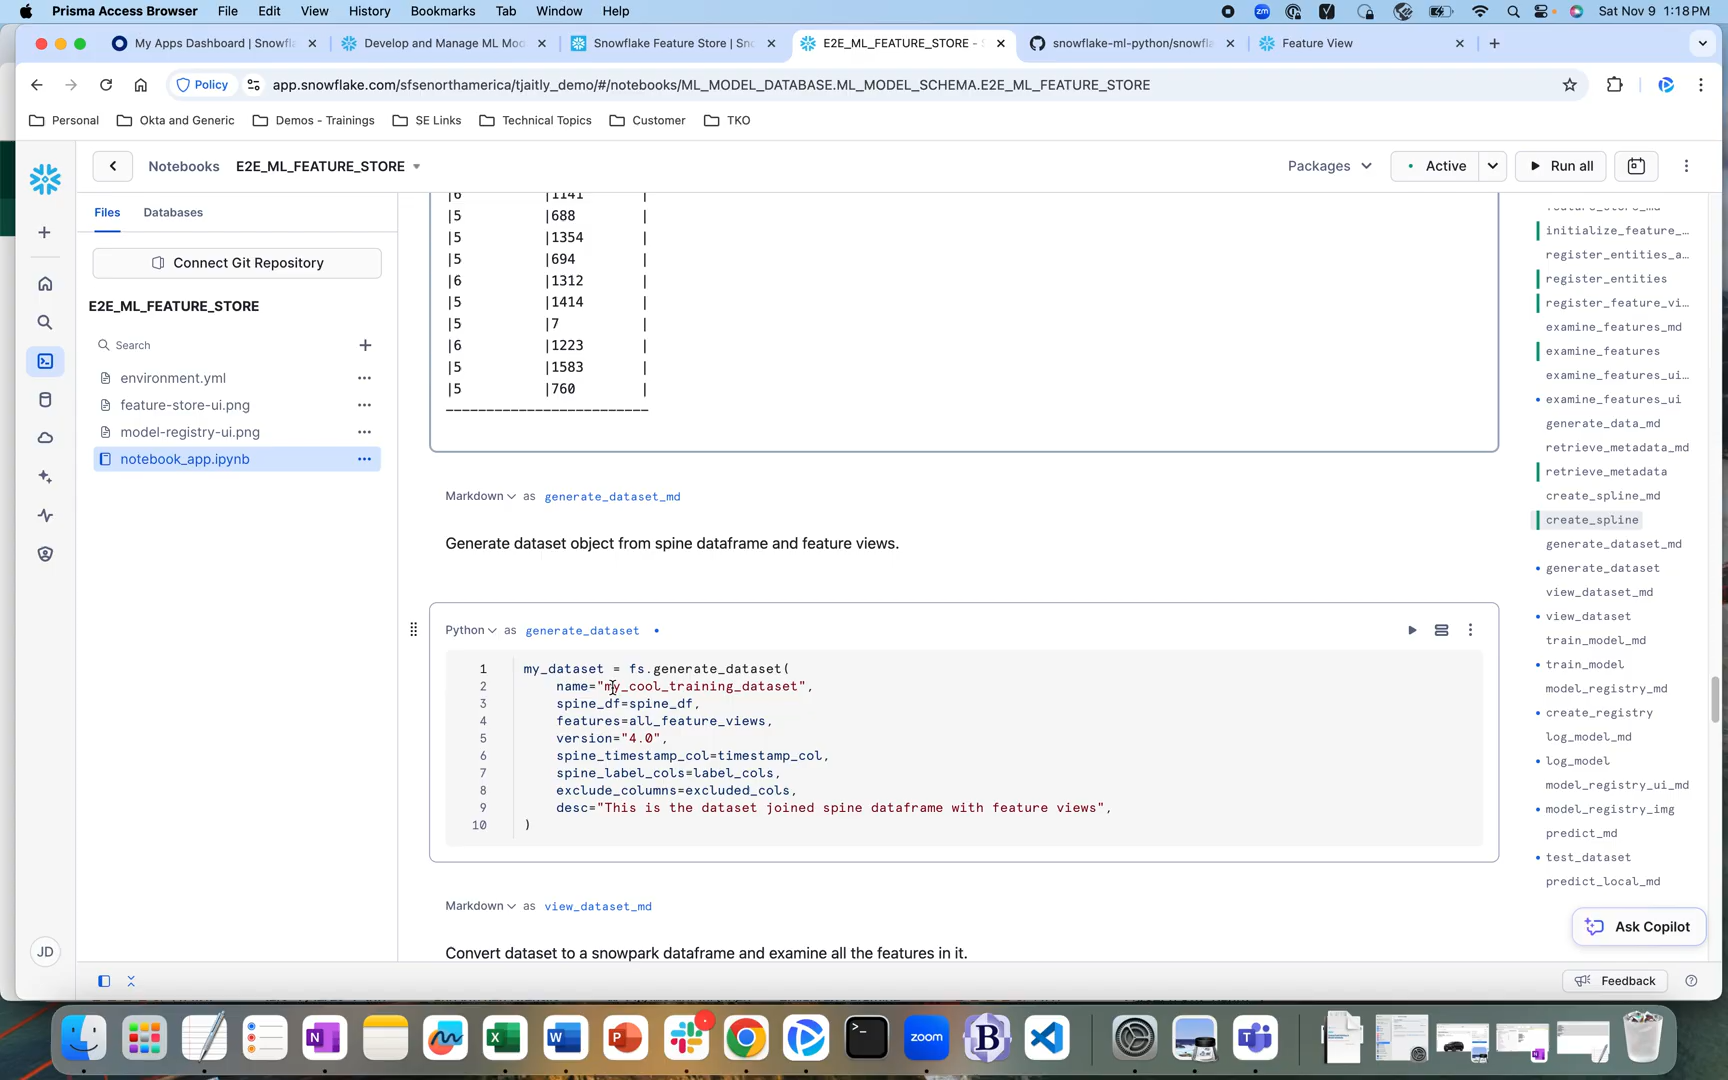 Prisma Access Browser File Edit View History Bookmarks Tab Window Help
zm
Sat Nov 9 1:18 PM
My Apps Dashboard | Snowfl
Develop and Manage ML Mod
Snowflake Feature Store | Sno
E2E_ML_FEATURE_STORE - S
snowflake-ml-python/snowfl
Feature View
Policy
app.snowflake.com/sfsenorthamerica/tjaitly_demo/#/notebooks/ML_MODEL_DATABASE.ML_MODEL_SCHEMA.E2E_ML_FEATURE_STORE
Personal
Okta and Generic
Demos - Trainings
SE Links
Technical Topics
Customer
TKO
Notebooks E2E_ML_FEATURE_STORE
Packages
Active
Run all
Files Databases
Connect Git Repository
E2E_ML_FEATURE_STORE
Search
environment.yml
feature-store-ui.png
model-registry-ui.png
notebook_app.ipynb
JD
|6 |1141 |
|5 |688 |
|5 |1354 |
|5 |694 |
|6 |1312 |
|5 |1414 |
|5 |7 |
|6 |1223 |
|5 |1583 |
|5 |760 |
-------------------------
Markdown as generate_dataset_md
Generate dataset object from spine dataframe and feature views.
Python as generate_dataset
1 my_dataset = fs.generate_dataset(
2 name="my_cool_training_dataset",
3 spine_df=spine_df,
4 features=all_feature_views,
5 version="4.0",
6 spine_timestamp_col=timestamp_col,
7 spine_label_cols=label_cols,
8 exclude_columns=excluded_cols,
9 desc="This is the dataset joined spine dataframe with feature views",
10 )
Markdown as view_dataset_md
Convert dataset to a snowpark dataframe and examine all the features in it.
feature_store_md
initialize_feature_…
register_entities_a…
register_entities
register_feature_vi…
examine_features_md
examine_features
examine_features_ui…
examine_features_ui
generate_data_md
retrieve_metadata_md
retrieve_metadata
create_spline_md
create_spline
generate_dataset_md
generate_dataset
view_dataset_md
view_dataset
train_model_md
train_model
model_registry_md
create_registry
log_model_md
log_model
model_registry_ui_md
model_registry_img
predict_md
test_dataset
predict_local_md
Ask Copilot
Feedback
zoom